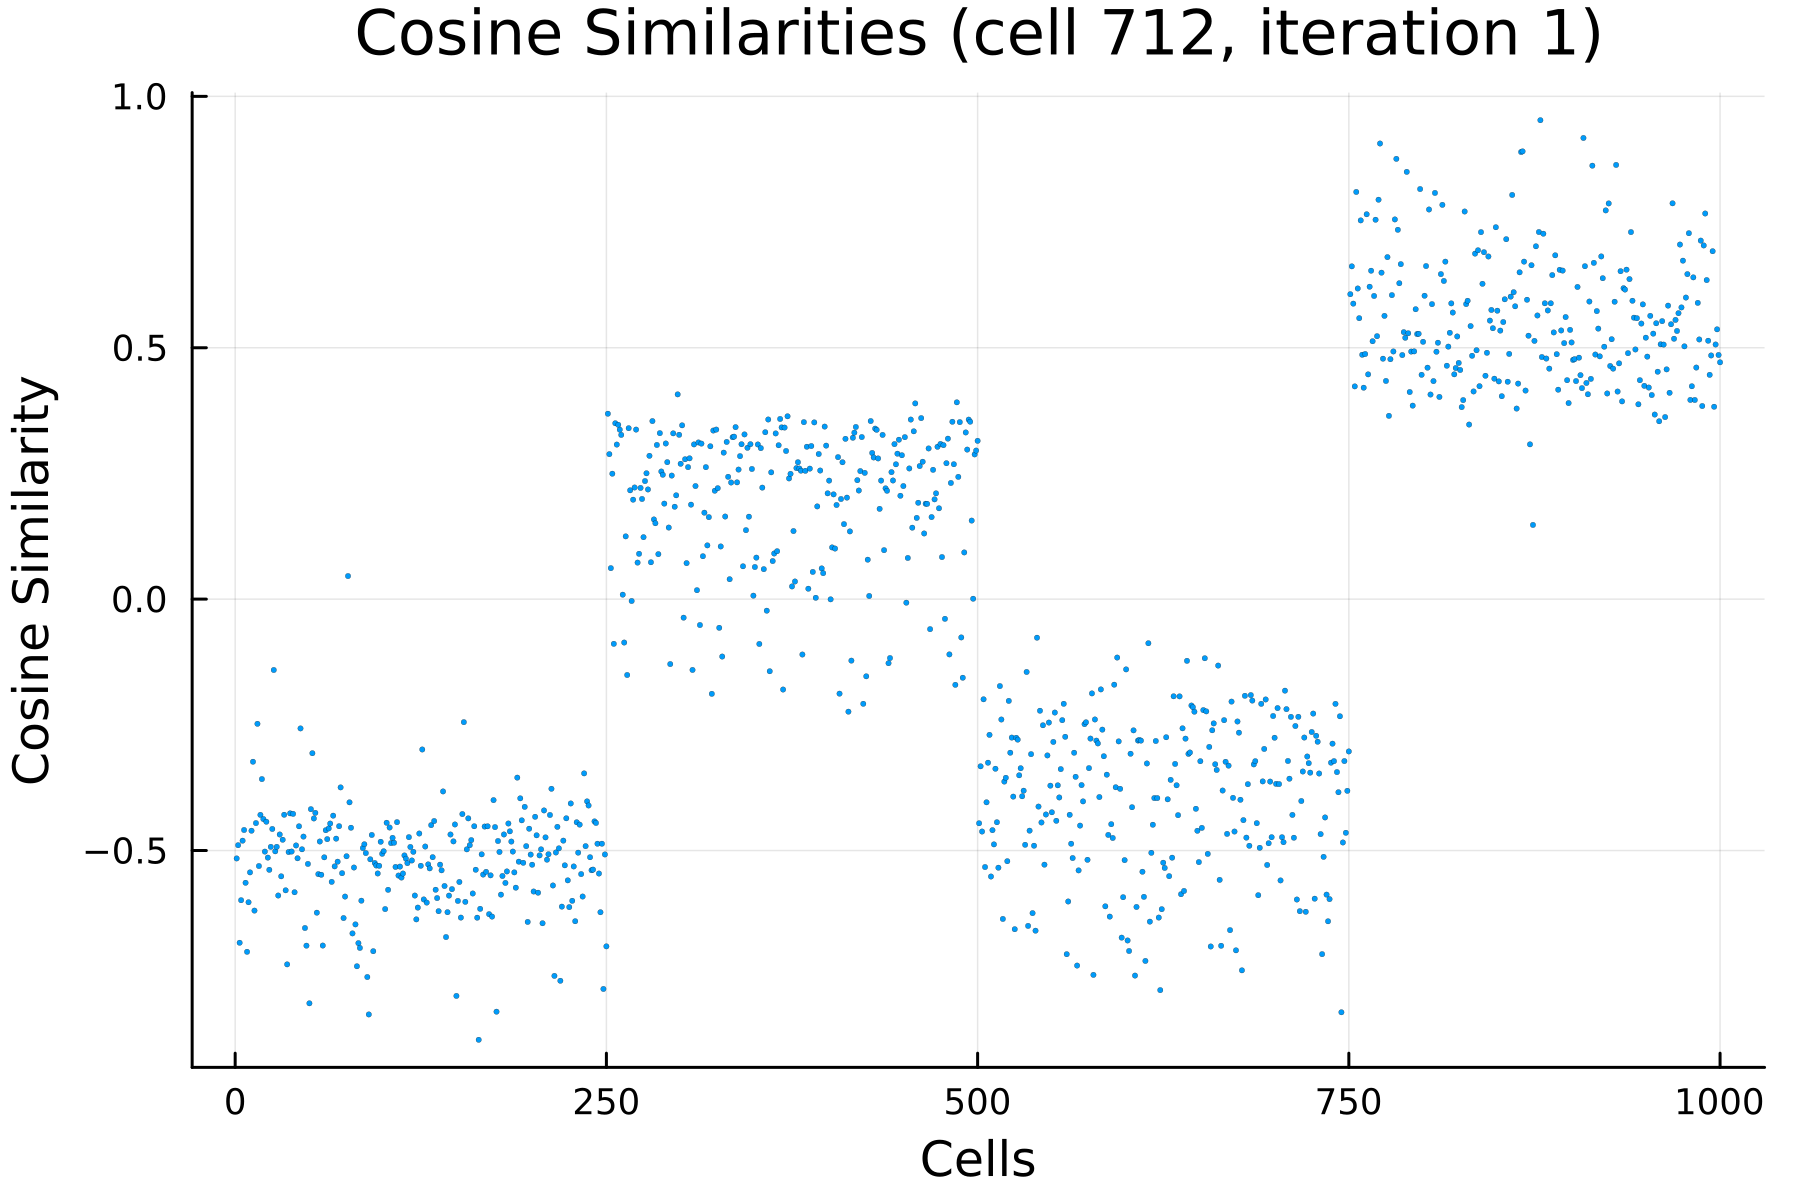 Cosine Similarities (cell 712, iteration 1)
1.0
0.5
0.0
−0.5
Cosine Similarity
0 250 500 750 1000
Cells